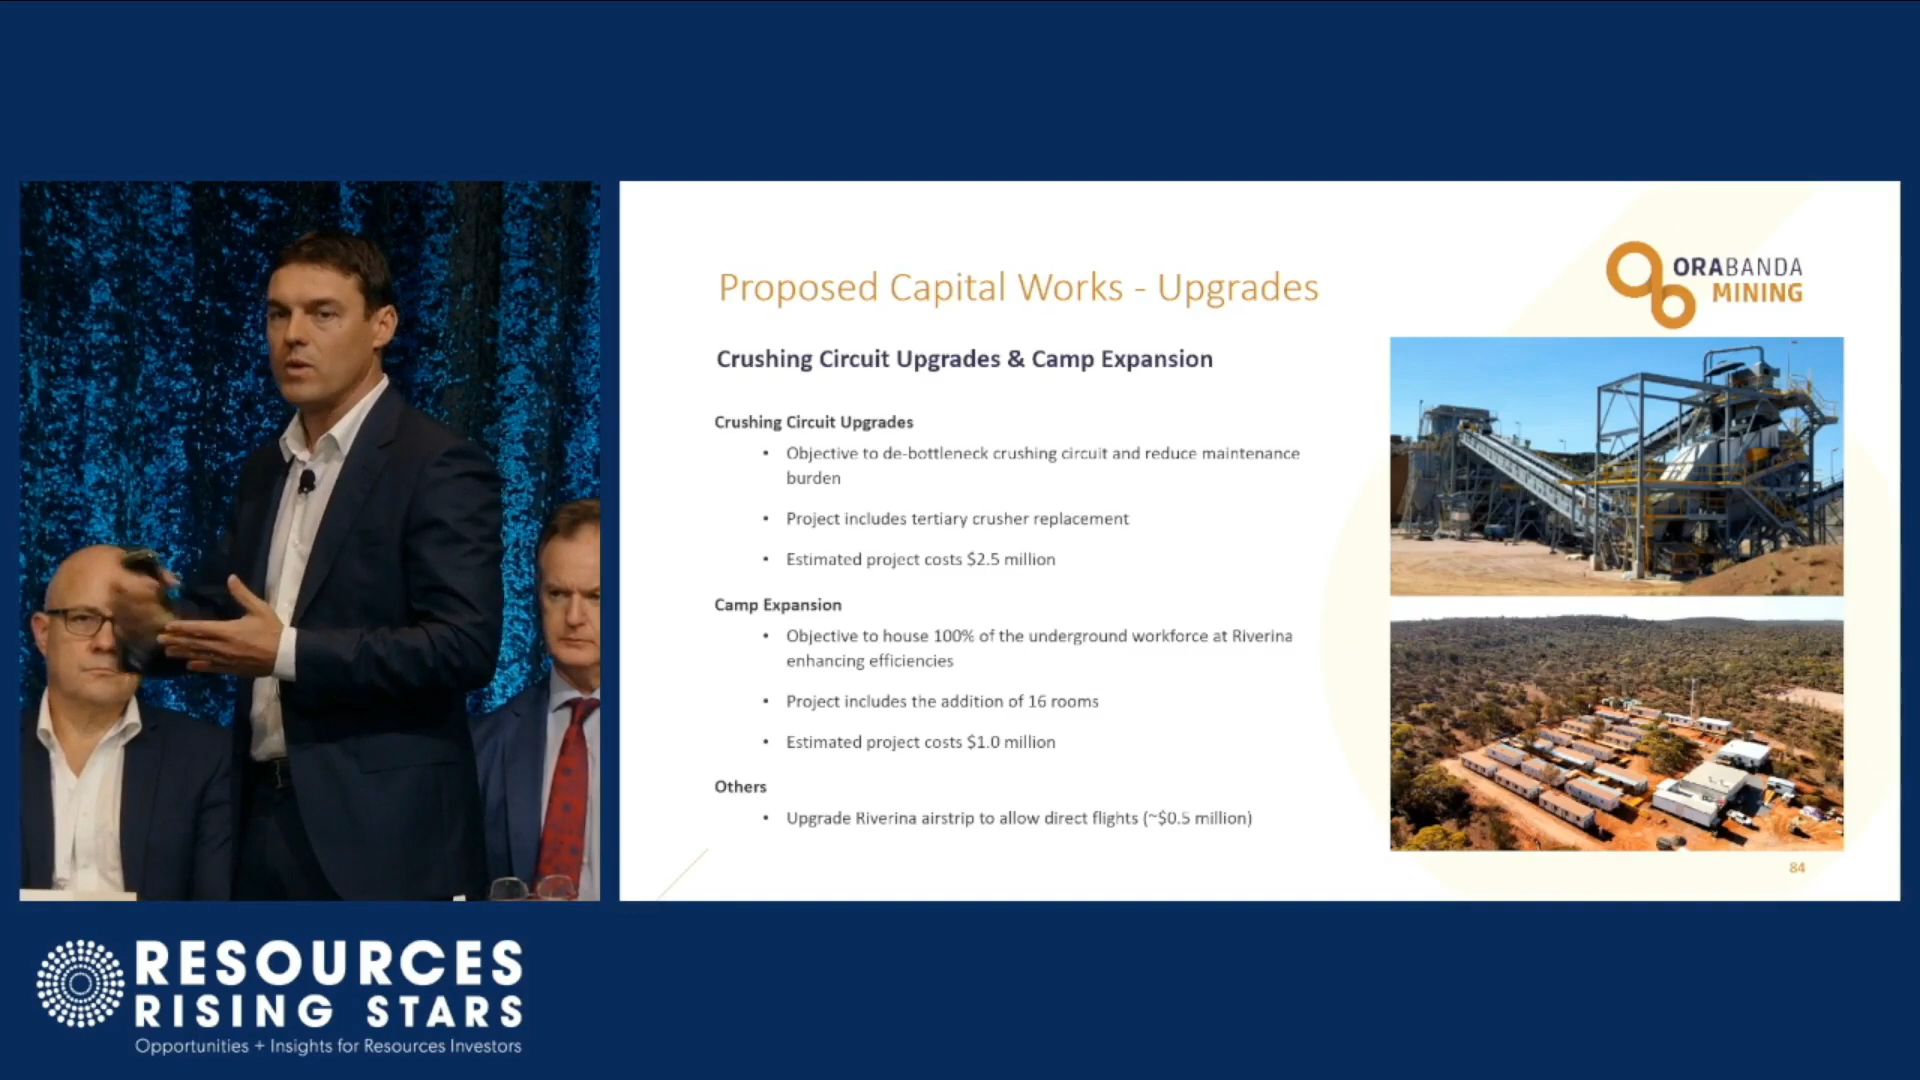 Proposed Capital Works - Upgrades
ORABANDA
MINING
Crushing Circuit Upgrades & Camp Expansion
Crushing Circuit Upgrades
• Objective to de-bottleneck crushing circuit and reduce maintenance
burden
• Project includes tertiary crusher replacement
• Estimated project costs $2.5 million
Camp Expansion
• Objective to house 100% of the underground workforce at Riverina
enhancing efficiencies
• Project includes the addition of 16 rooms
• Estimated project costs $1.0 million
Others
• Upgrade Riverina airstrip to allow direct flights (~$0.5 million)
84
RESOURCES
RISING STARS
Opportunities + Insights for Resources Investors